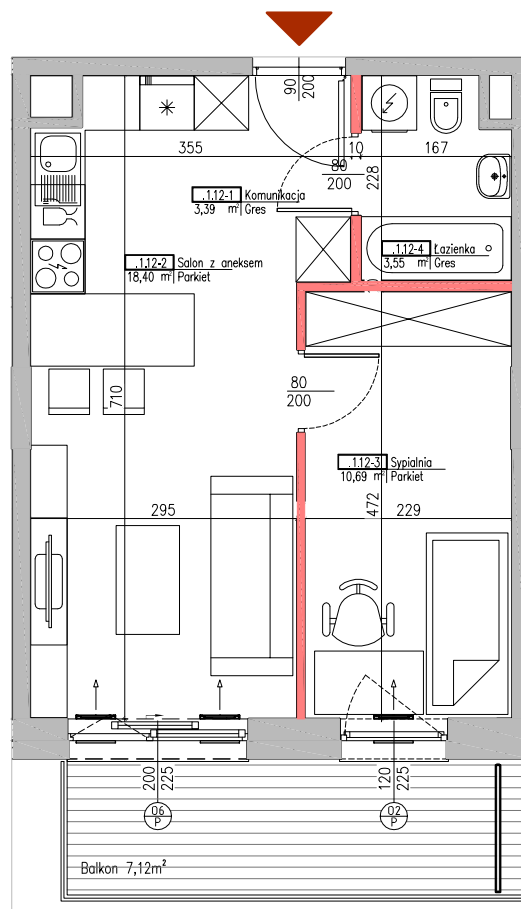 90
200
355
10
167
80
200
228
.1.12-1 Komunikacja
3,39 m² Gres
.1.12-4 Łazienka
3,55 m² Gres
.1.12-2 Salon z aneksem
18,40 m² Parkiet
80
200
710
.1.12-3 Sypialnia
10,69 m² Parkiet
472
295
229
200
225
120
225
06
P
02
P
Balkon 7,12m²